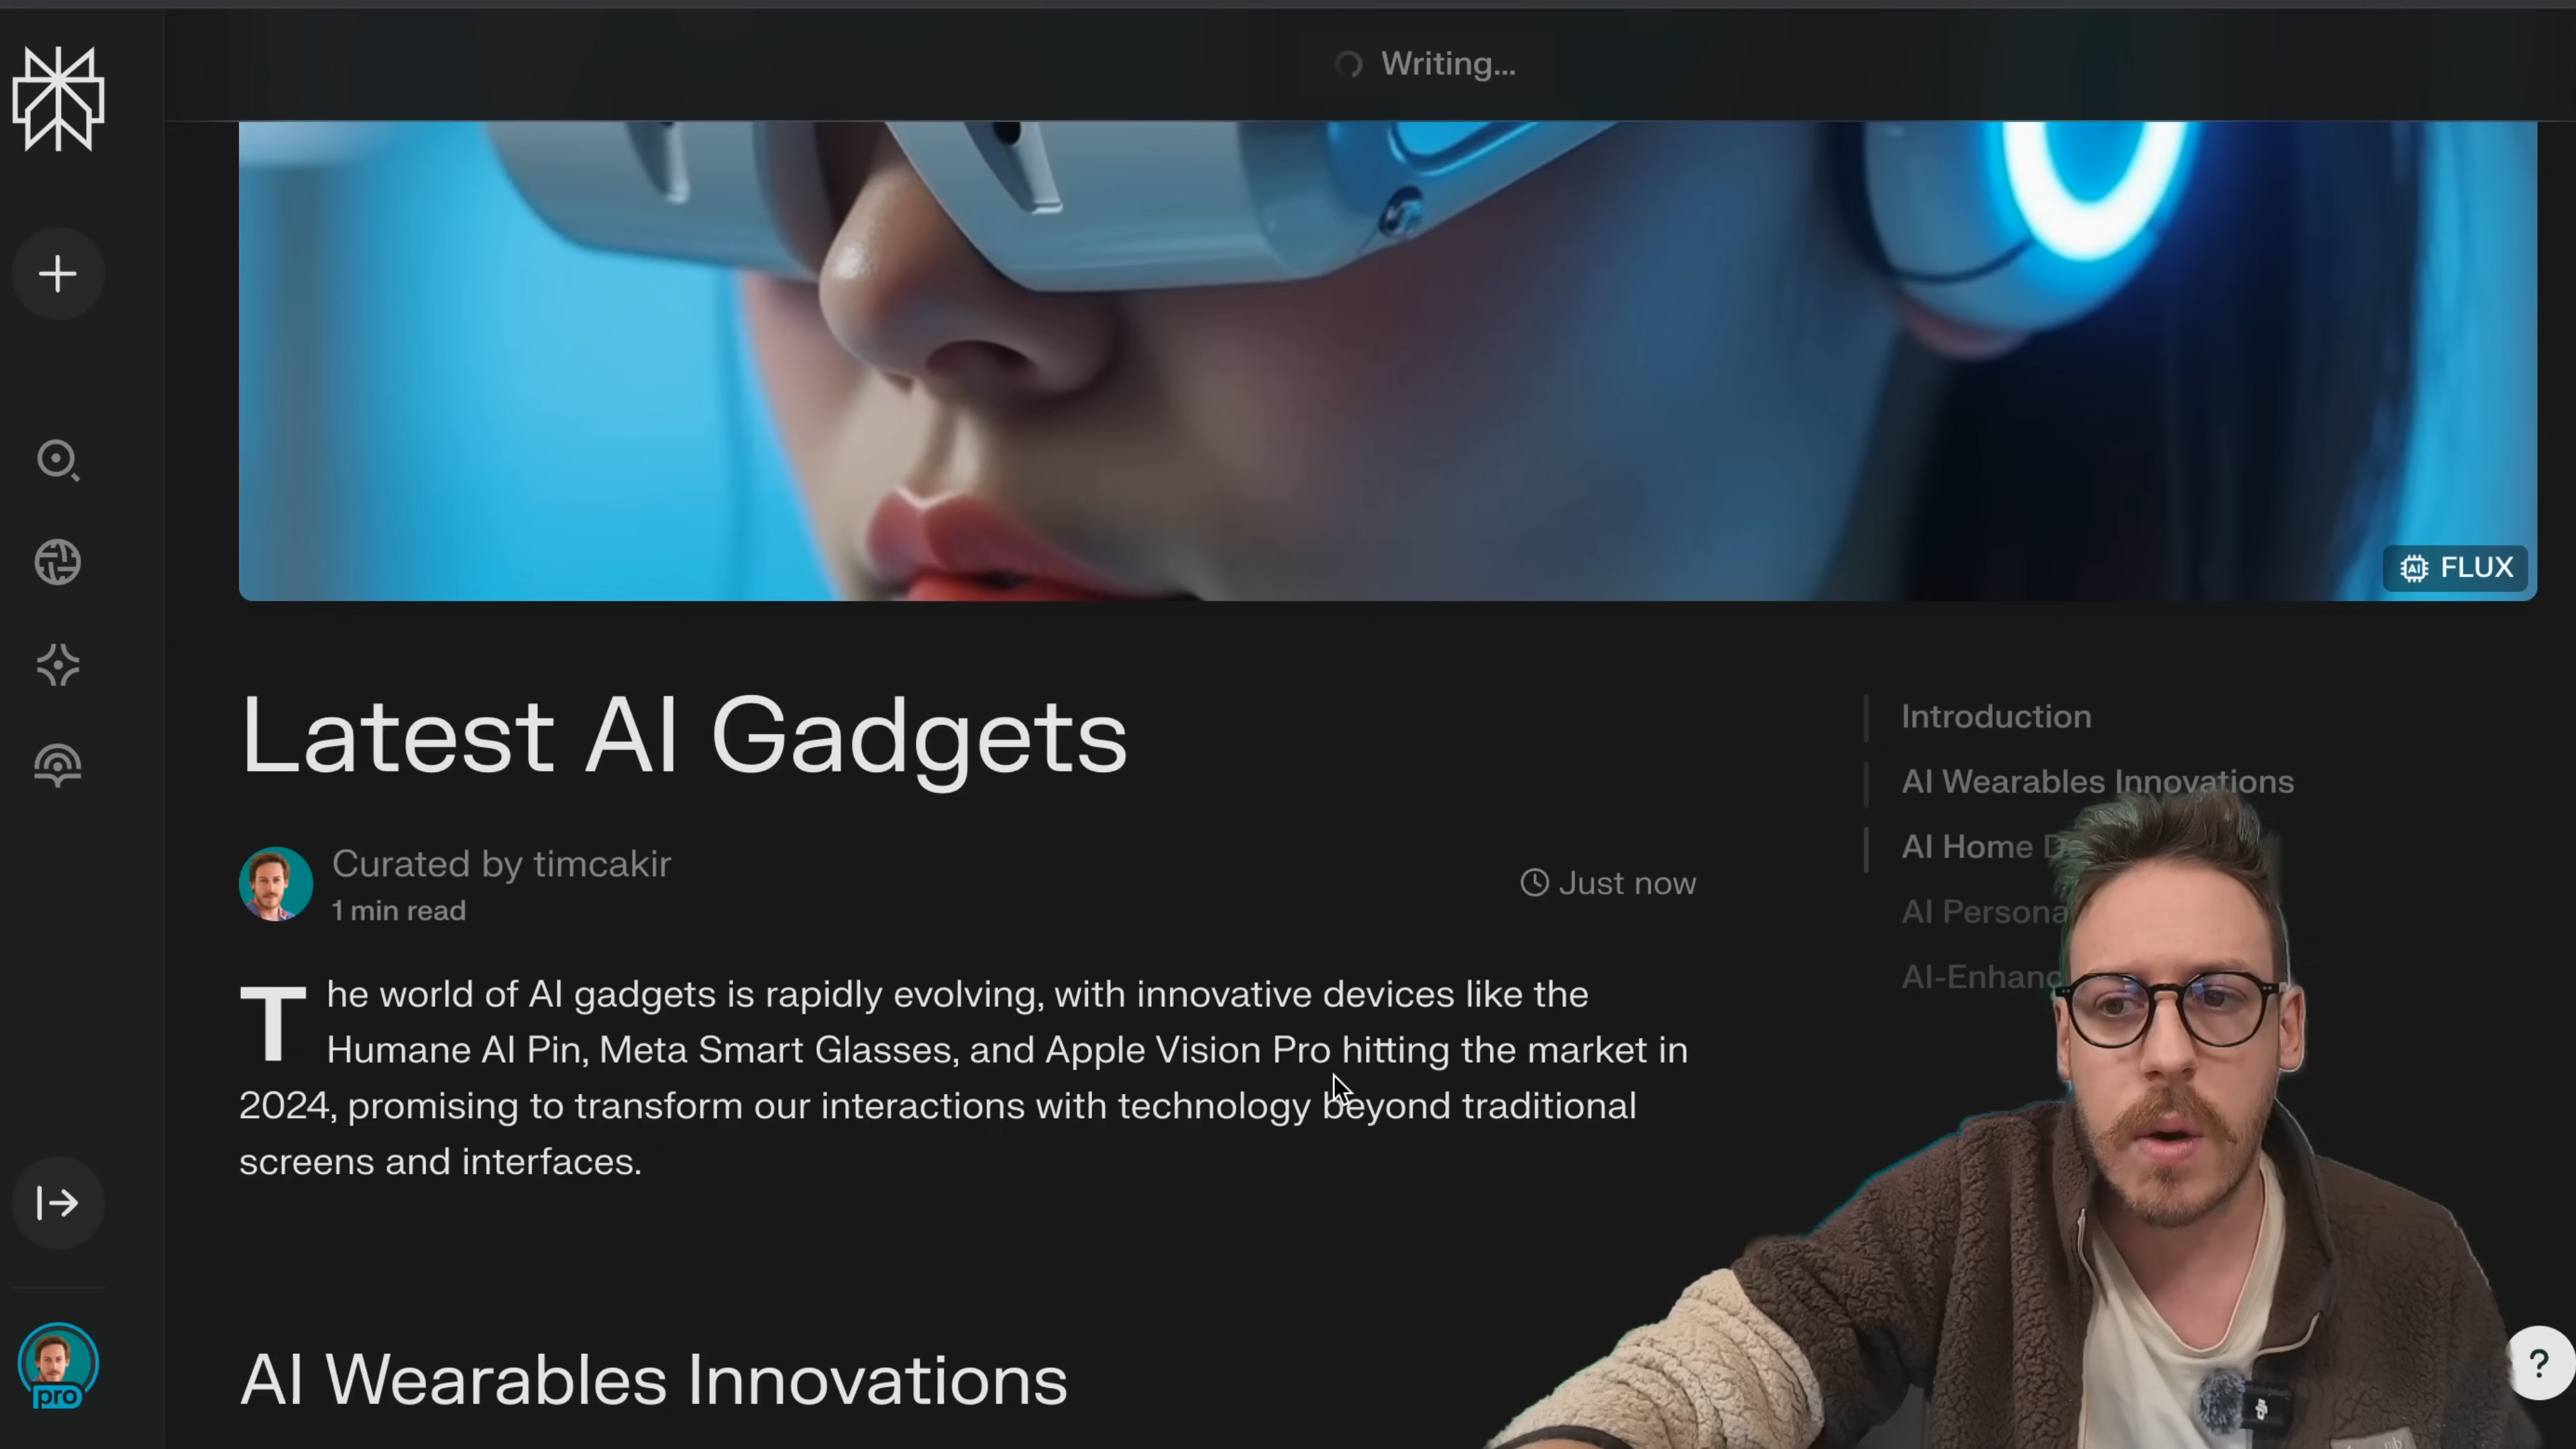 Writing...
FLUX
Latest AI Gadgets
Curated by timcakir
1 min read
Just now
The world of AI gadgets is rapidly evolving, with innovative devices like the
Humane AI Pin, Meta Smart Glasses, and Apple Vision Pro hitting the market in
2024, promising to transform our interactions with technology beyond traditional
screens and interfaces.
AI Wearables Innovations
Introduction
AI Wearables Innovations
AI Home
AI
AI
pro
?